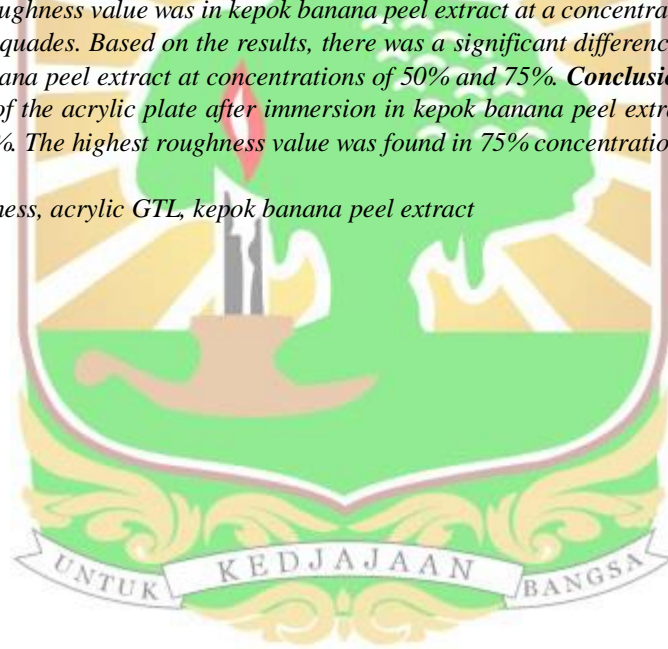 ughness value was in kepok banana peel extract at a concentra
quades. Based on the results, there was a significant differenc
ana peel extract at concentrations of 50% and 75%. Conclusi
of the acrylic plate after immersion in kepok banana peel extr
%. The highest roughness value was found in 75% concentratio
ness, acrylic GTL, kepok banana peel extract
UNTUK KEDJAJAAN BANGSA